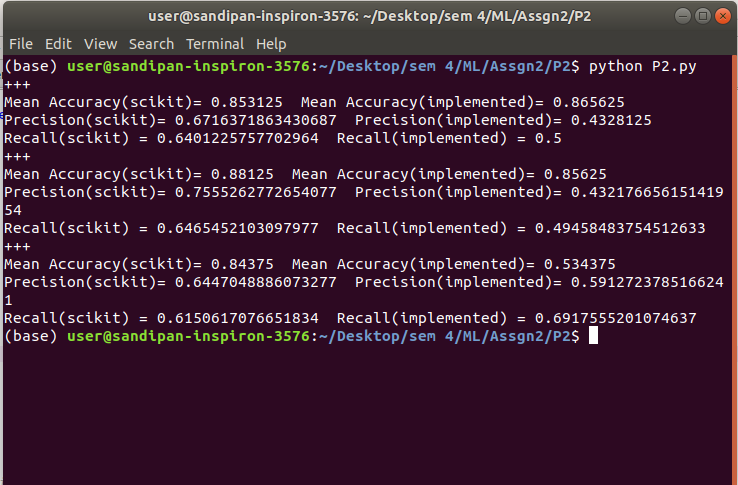 user@sandipan-inspiron-3576: ~/Desktop/sem 4/ML/Assgn2/P2
File Edit View Search Terminal Help
(base) user@sandipan-inspiron-3576:~/Desktop/sem 4/ML/Assgn2/P2$ python P2.py
+++
Mean Accuracy(scikit)= 0.853125  Mean Accuracy(implemented)= 0.865625
Precision(scikit)= 0.6716371863430687  Precision(implemented)= 0.4328125
Recall(scikit) = 0.6401225757702964  Recall(implemented) = 0.5
+++
Mean Accuracy(scikit)= 0.88125  Mean Accuracy(implemented)= 0.85625
Precision(scikit)= 0.7555262772654077  Precision(implemented)= 0.432176656151419
54
Recall(scikit) = 0.6465452103097977  Recall(implemented) = 0.49458483754512633
+++
Mean Accuracy(scikit)= 0.84375  Mean Accuracy(implemented)= 0.534375
Precision(scikit)= 0.6447048886073277  Precision(implemented)= 0.591272378516624
1
Recall(scikit) = 0.6150617076651834  Recall(implemented) = 0.6917555201074637
(base) user@sandipan-inspiron-3576:~/Desktop/sem 4/ML/Assgn2/P2$